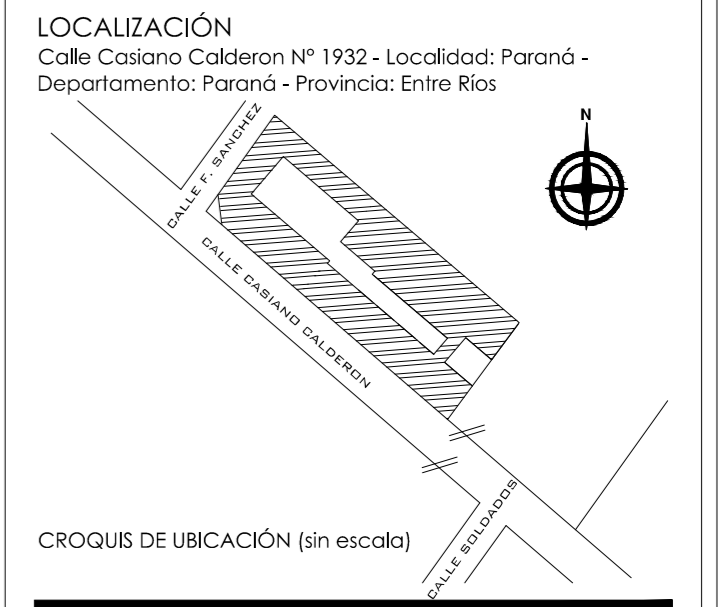 LOCALIZACIÓN
Calle Casiano Calderon N° 1932 - Localidad: Paraná -
Departamento: Paraná - Provincia: Entre Ríos
N
CALLE F. SANCHEZ
CALLE CASIANO CALDERON
CALLE SOLDADOS
CROQUIS DE UBICACIÓN (sin escala)